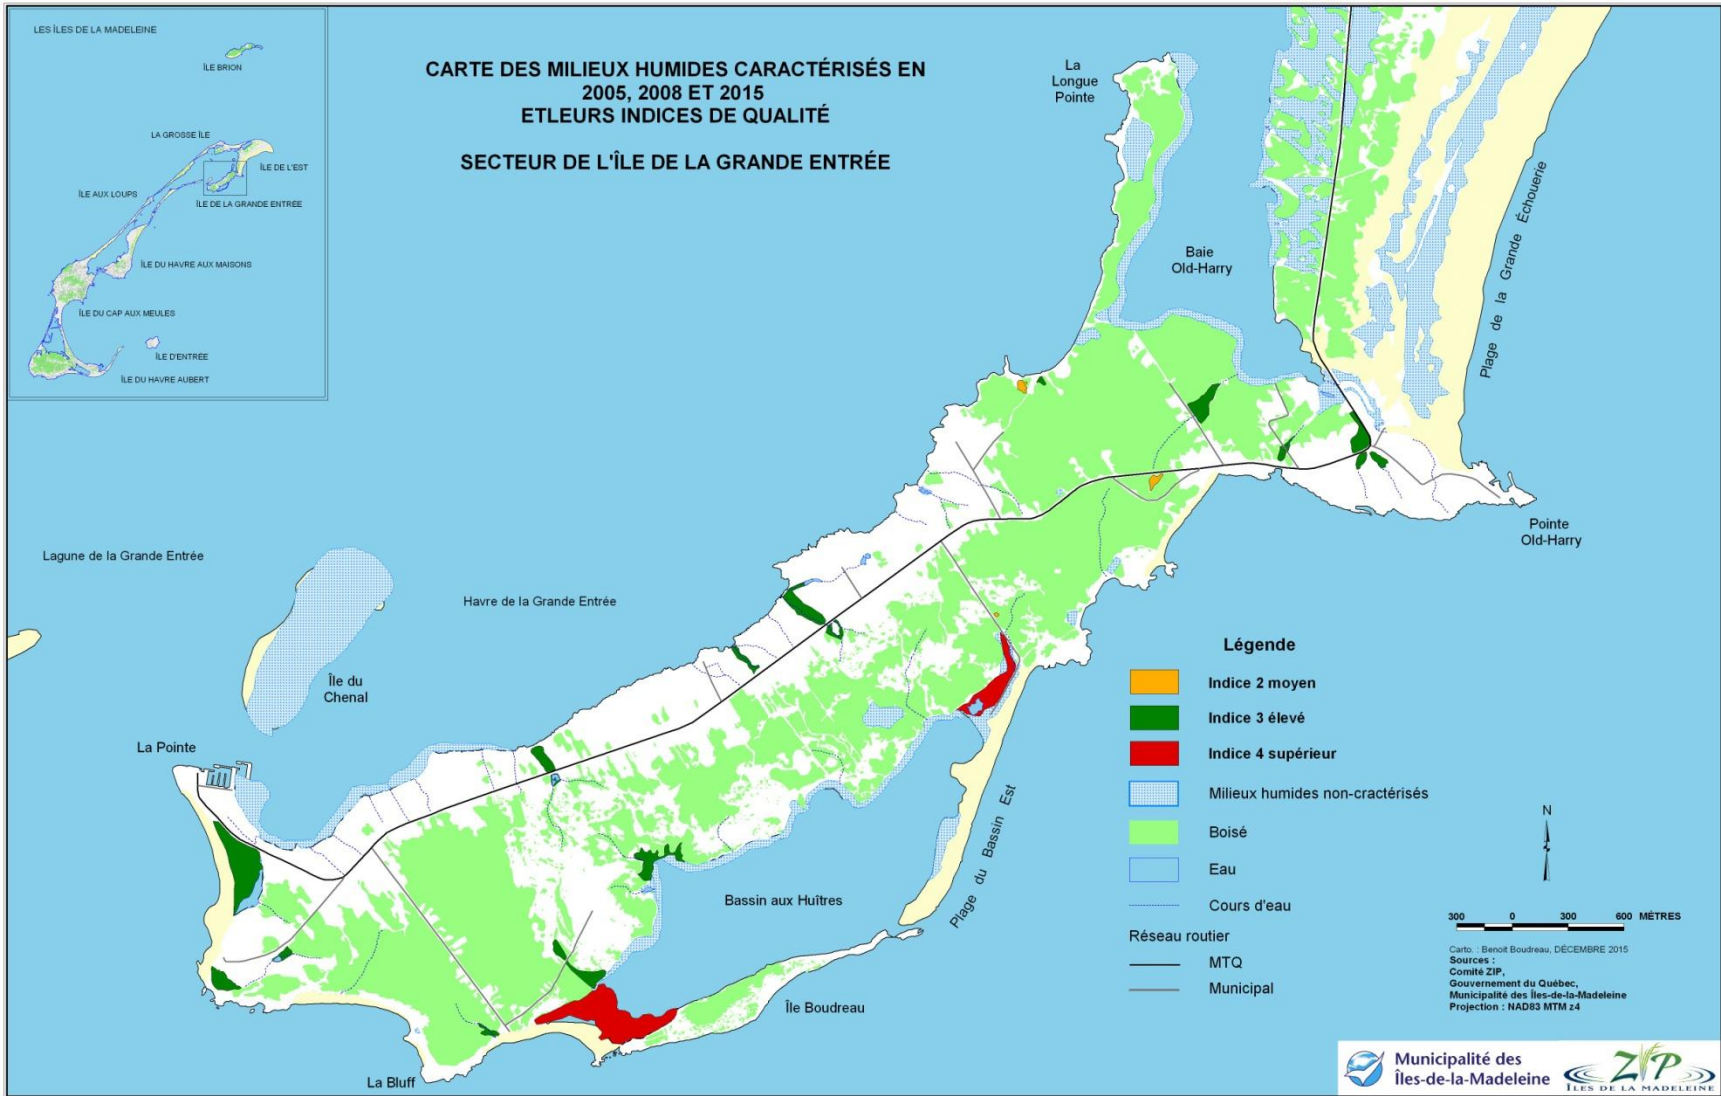 LES ÎLES DE LA MADELEINE
ÎLE BRION
LA GROSSE ÎLE
ÎLE DE L'EST
ÎLE AUX LOUPS
ÎLE DE LA GRANDE ENTRÉE
ÎLE DU HAVRE AUX MAISONS
ÎLE DU CAP AUX MEULES
ÎLE D'ENTRÉE
ÎLE DU HAVRE AUBERT
CARTE DES MILIEUX HUMIDES CARACTÉRISÉS EN
2005, 2008 ET 2015
ETLEURS INDICES DE QUALITÉ
SECTEUR DE L'ÎLE DE LA GRANDE ENTRÉE
La
Longue
Pointe
Baie
Old-Harry
Plage de la Grande Échouerie
Pointe
Old-Harry
Lagune de la Grande Entrée
Havre de la Grande Entrée
Île du
Chenal
La Pointe
Bassin aux Huîtres
Plage du Bassin Est
Île Boudreau
La Bluff
Légende
Indice 2 moyen
Indice 3 élevé
Indice 4 supérieur
Milieux humides non-cractérisés
Boisé
Eau
Cours d'eau
Réseau routier
MTQ
Municipal
N
300 0 300 600 MÈTRES
Carto. : Benoit Boudreau, DÉCEMBRE 2015
Sources :
Comité ZIP,
Gouvernement du Québec,
Municipalité des Îles-de-la-Madeleine
Projection : NAD83 MTM z4
Municipalité des
Îles-de-la-Madeleine
ZIP
ÎLES DE LA MADELEINE